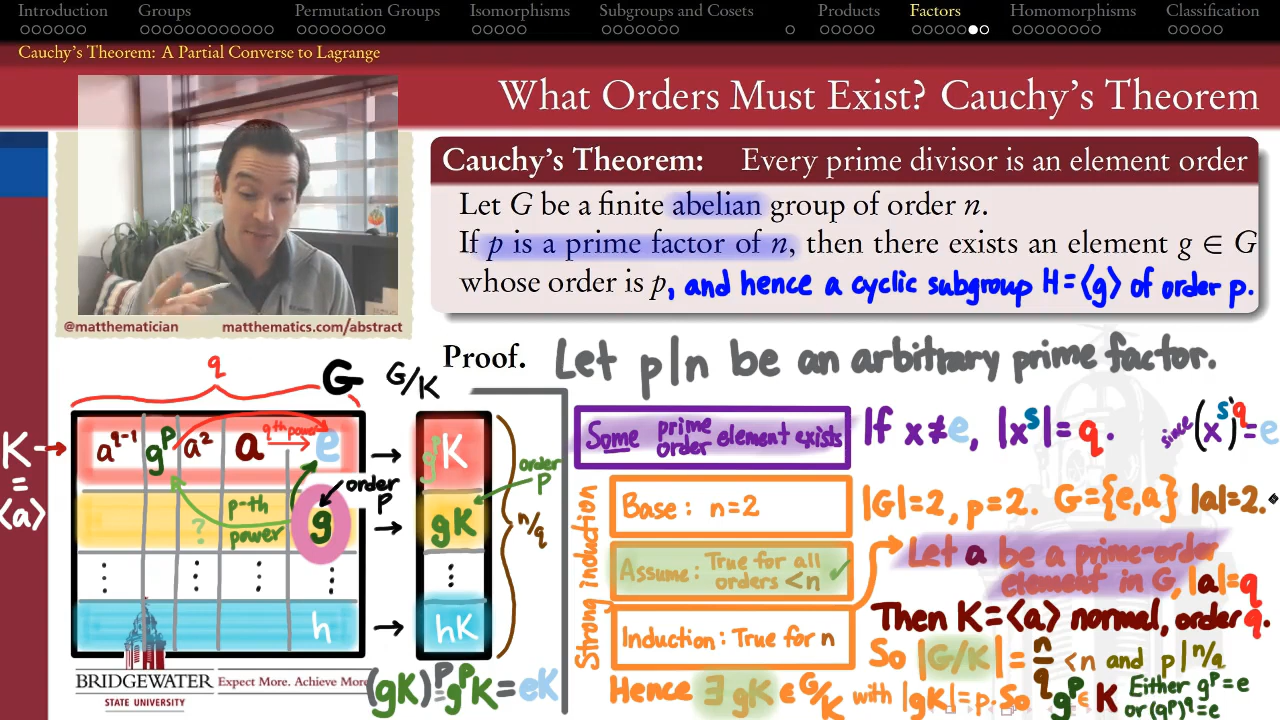 Introduction Groups Permutation Groups Isomorphisms Subgroups and Cosets Products Factors Homomorphisms Classification
Cauchy's Theorem: A Partial Converse to Lagrange
What Orders Must Exist? Cauchy's Theorem
@matthematician matthematics.com/abstract
Cauchy's Theorem: Every prime divisor is an element order
Let G be a finite abelian group of order n.
If p is a prime factor of n, then there exists an element g ∈ G
whose order is p, and hence a cyclic subgroup H=⟨g⟩ of order p.
Proof. Let p|n be an arbitrary prime factor.
q
G G/K
K = ⟨a⟩
a^{q-1} g^p a^2 a qth power e
p-th power
? g
order p
⋮ ⋮ ⋮ ⋮ ⋮
h
g^p K
gK
order p
⋮
hK
n/q
(gK)^p = g^p K = eK
BRIDGEWATER
STATE UNIVERSITY
Expect More. Achieve More
Some prime order element exists
If x≠e, |x^s|=q. since (x^s)^q=e
Strong induction
Base: n=2
|G|=2, p=2. G={e,a} |a|=2.
Assume: True for all orders <n ✓
Let a be a prime-order
element in G, |a|=q
Induction: True for n
Then K=⟨a⟩ normal, order q.
So |G/K| = n/q <n and p|n/q
Hence ∃ gK ∈ G/K with |gK|=p. So g^p ∈ K
Either g^p=e
or (g^p)^q=e